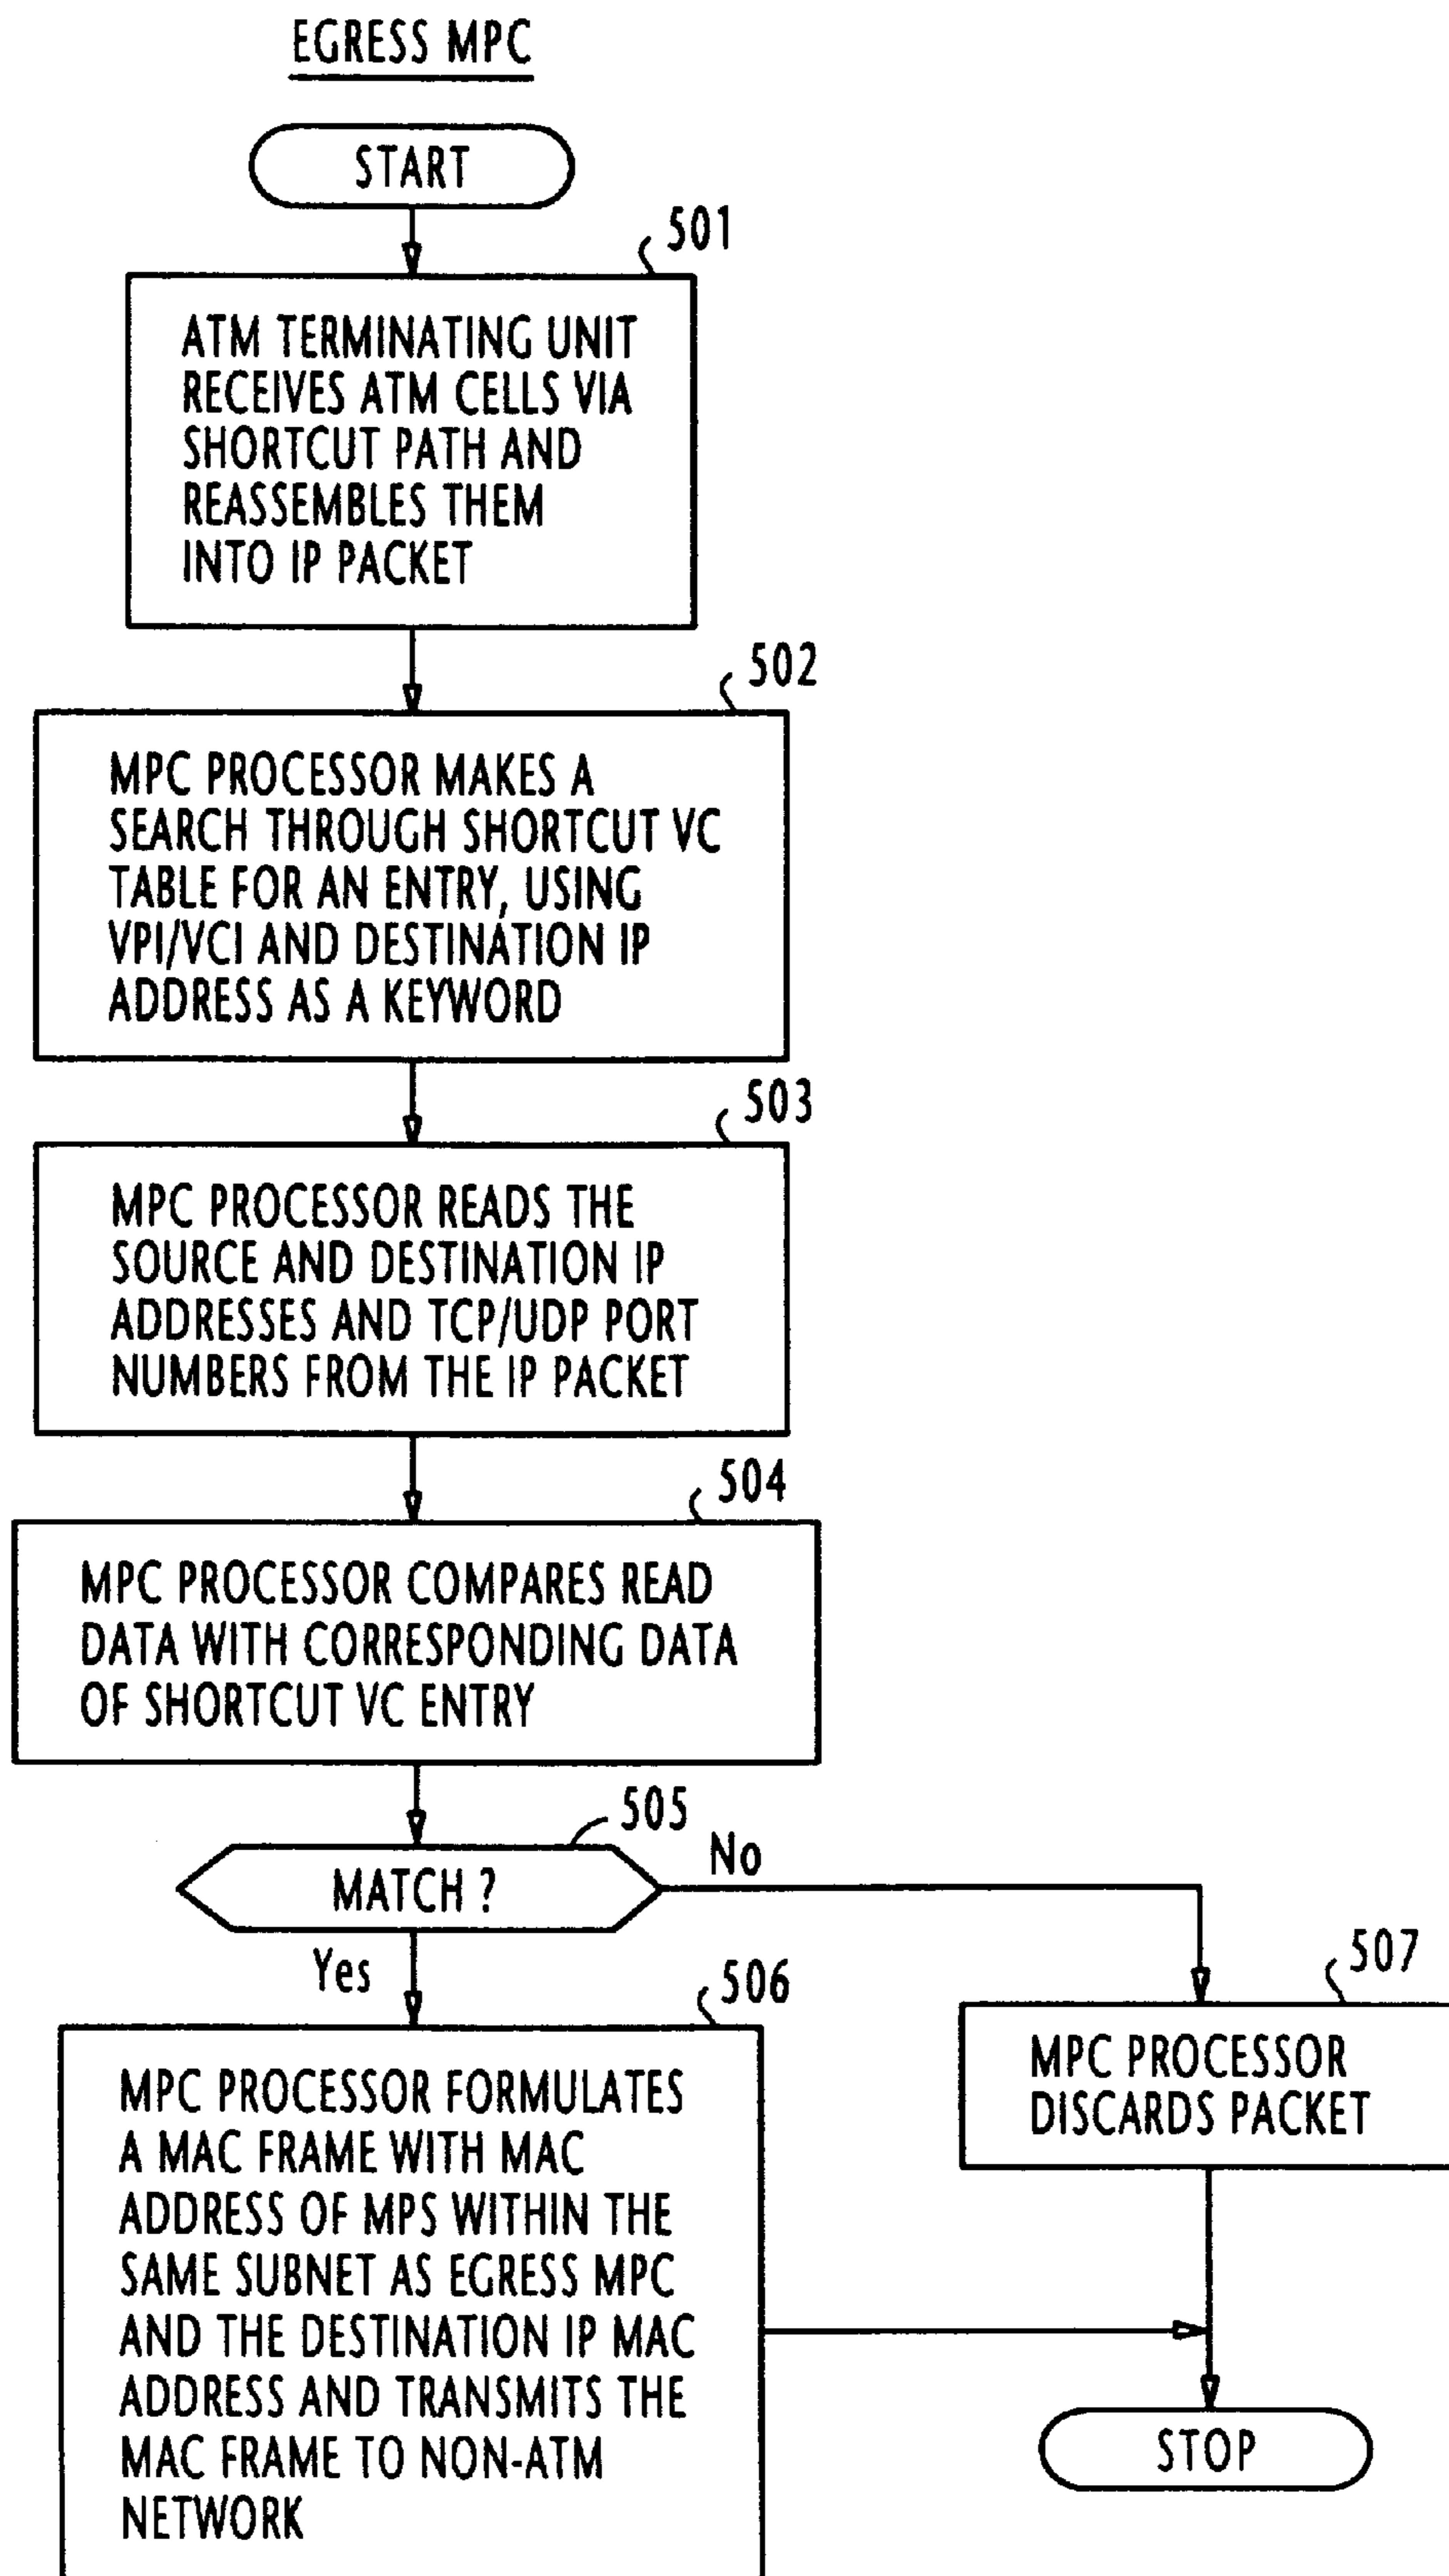 EGRESS MPC
START
501
ATM TERMINATING UNIT
RECEIVES ATM CELLS VIA
SHORTCUT PATH AND
REASSEMBLES THEM
INTO IP PACKET
502
MPC PROCESSOR MAKES A
SEARCH THROUGH SHORTCUT VC
TABLE FOR AN ENTRY, USING
VPI/VCI AND DESTINATION IP
ADDRESS AS A KEYWORD
503
MPC PROCESSOR READS THE
SOURCE AND DESTINATION IP
ADDRESSES AND TCP/UDP PORT
NUMBERS FROM THE IP PACKET
504
MPC PROCESSOR COMPARES READ
DATA WITH CORRESPONDING DATA
OF SHORTCUT VC ENTRY
505
MATCH ?
No
Yes
506
MPC PROCESSOR FORMULATES
A MAC FRAME WITH MAC
ADDRESS OF MPS WITHIN THE
SAME SUBNET AS EGRESS MPC
AND THE DESTINATION IP MAC
ADDRESS AND TRANSMITS THE
MAC FRAME TO NON-ATM
NETWORK
507
MPC PROCESSOR
DISCARDS PACKET
STOP